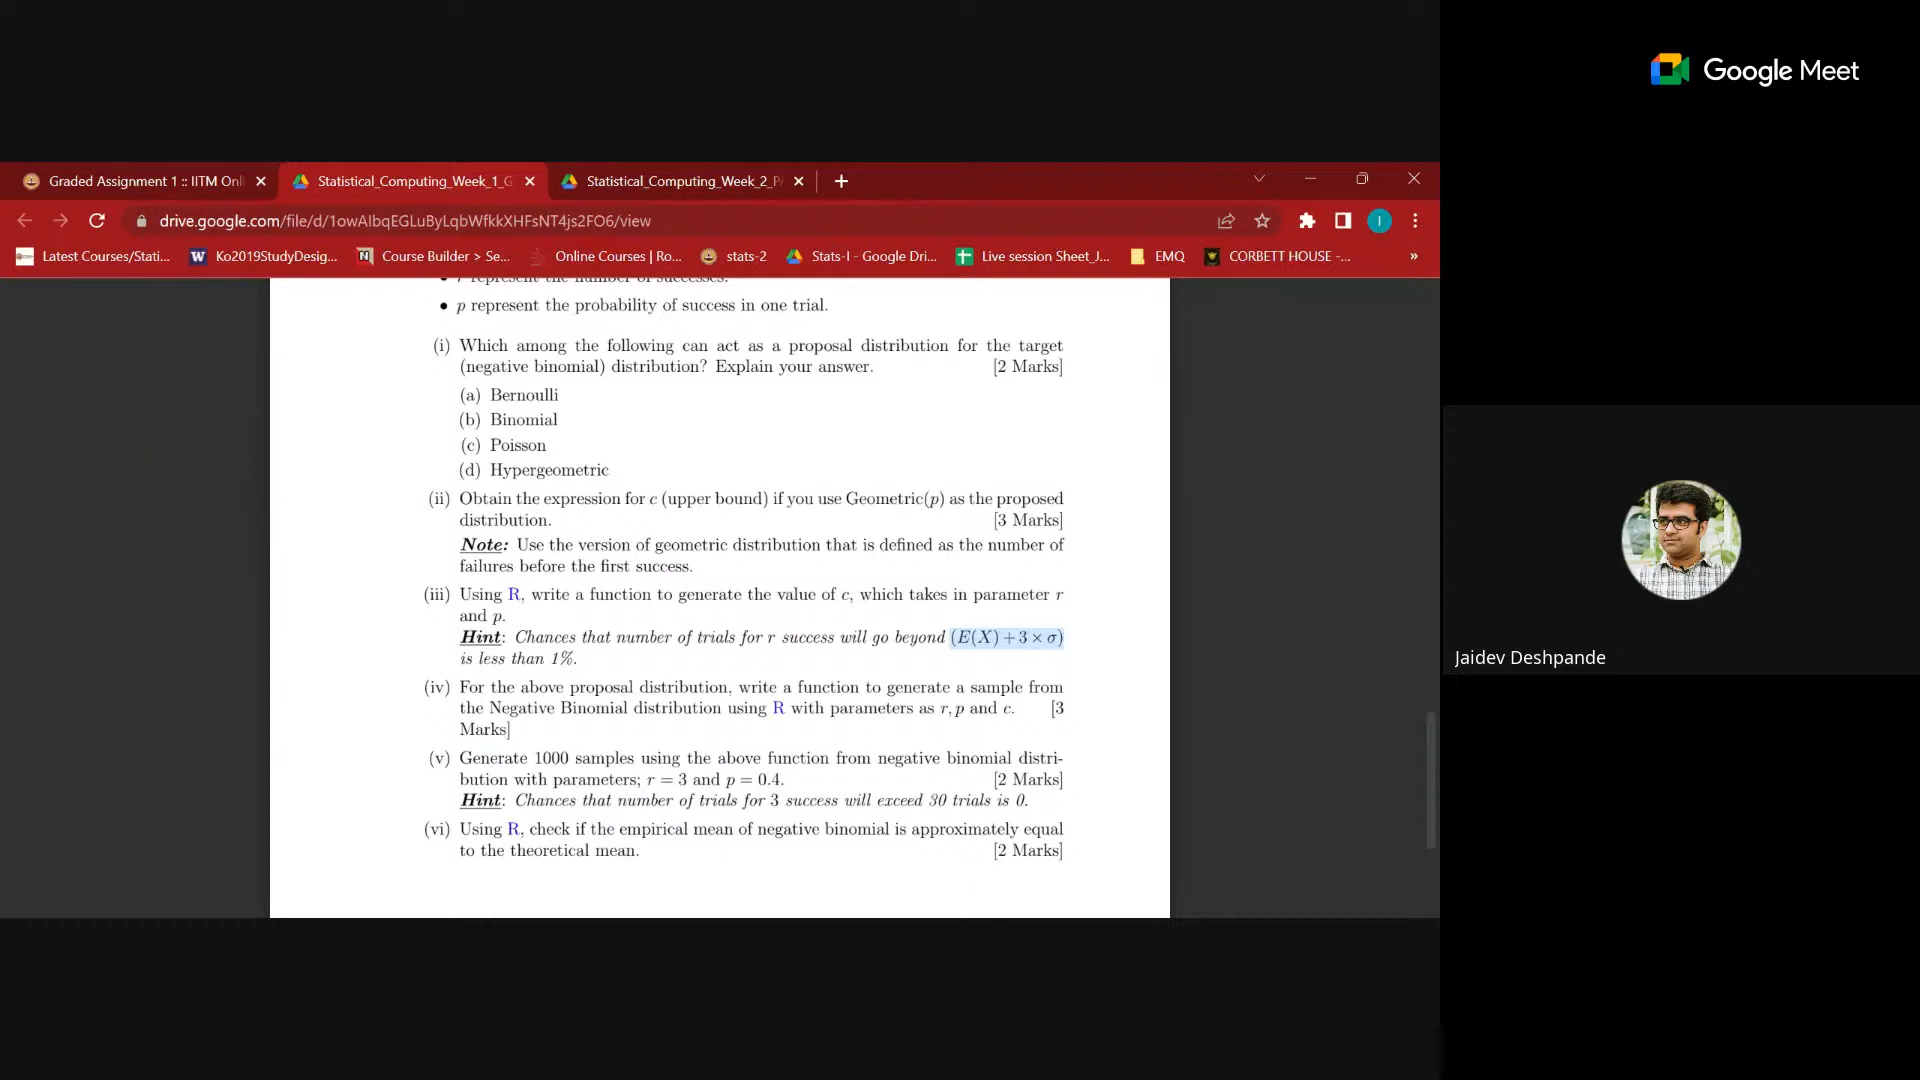 Google Meet
Graded Assignment 1 :: IITM Onl
Statistical_Computing_Week_1_G
Statistical_Computing_Week_2_P
drive.google.com/file/d/1owAIbqEGLuByLqbWfkkXHFsNT4js2FO6/view
Latest Courses/Stati...
Ko2019StudyDesig...
Course Builder > Se...
Online Courses | Ro...
stats-2
Stats-I - Google Dri...
Live session Sheet_J...
EMQ
CORBETT HOUSE -...
»
• r represent the number of successes.
• p represent the probability of success in one trial.
(i) Which among the following can act as a proposal distribution for the target
(negative binomial) distribution? Explain your answer. [2 Marks]
(a) Bernoulli
(b) Binomial
(c) Poisson
(d) Hypergeometric
(ii) Obtain the expression for c (upper bound) if you use Geometric(p) as the proposed
distribution. [3 Marks]
Note: Use the version of geometric distribution that is defined as the number of
failures before the first success.
(iii) Using R, write a function to generate the value of c, which takes in parameter r
and p.
Hint: Chances that number of trials for r success will go beyond (E(X) + 3 × σ)
is less than 1%.
(iv) For the above proposal distribution, write a function to generate a sample from
the Negative Binomial distribution using R with parameters as r, p and c. [3
Marks]
(v) Generate 1000 samples using the above function from negative binomial distri-
bution with parameters; r = 3 and p = 0.4. [2 Marks]
Hint: Chances that number of trials for 3 success will exceed 30 trials is 0.
(vi) Using R, check if the empirical mean of negative binomial is approximately equal
to the theoretical mean. [2 Marks]
Jaidev Deshpande